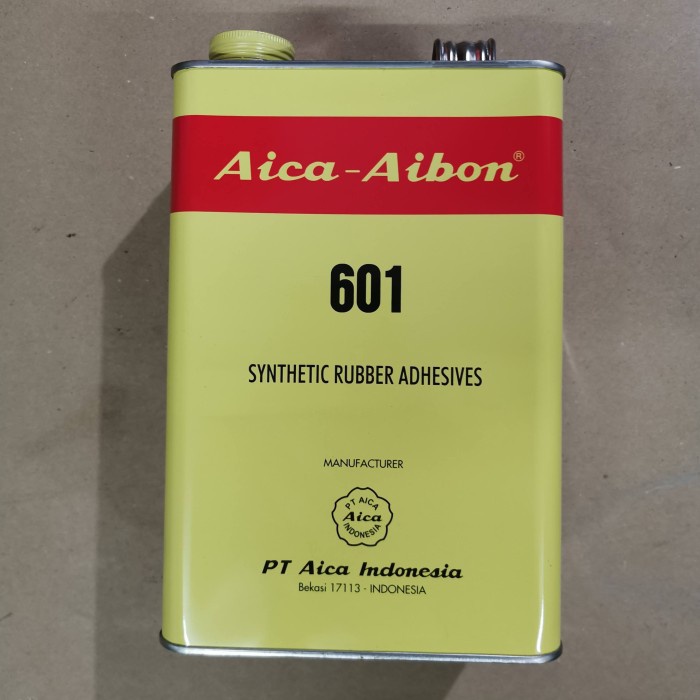 Aica-Aibon®
601
SYNTHETIC RUBBER ADHESIVES
MANUFACTURER
PT AICA
Aica
INDONESIA
PT Aica Indonesia
Bekasi 17113 - INDONESIA